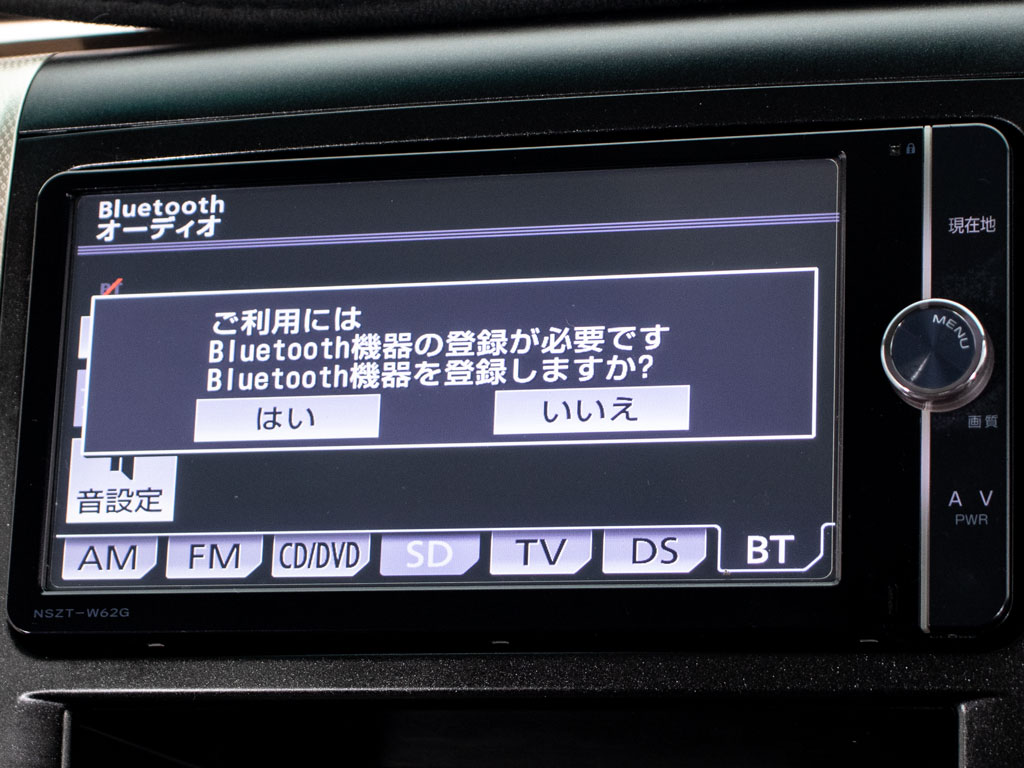 Bluetooth
オーディオ
現在地
BT
ご利用には
Bluetooth機器の登録が必要です
Bluetooth機器を登録しますか?
はい
いいえ
MENU
画質
音設定
A V
PWR
AM
FM
CD/DVD
SD
TV
DS
BT
NSZT-W62G